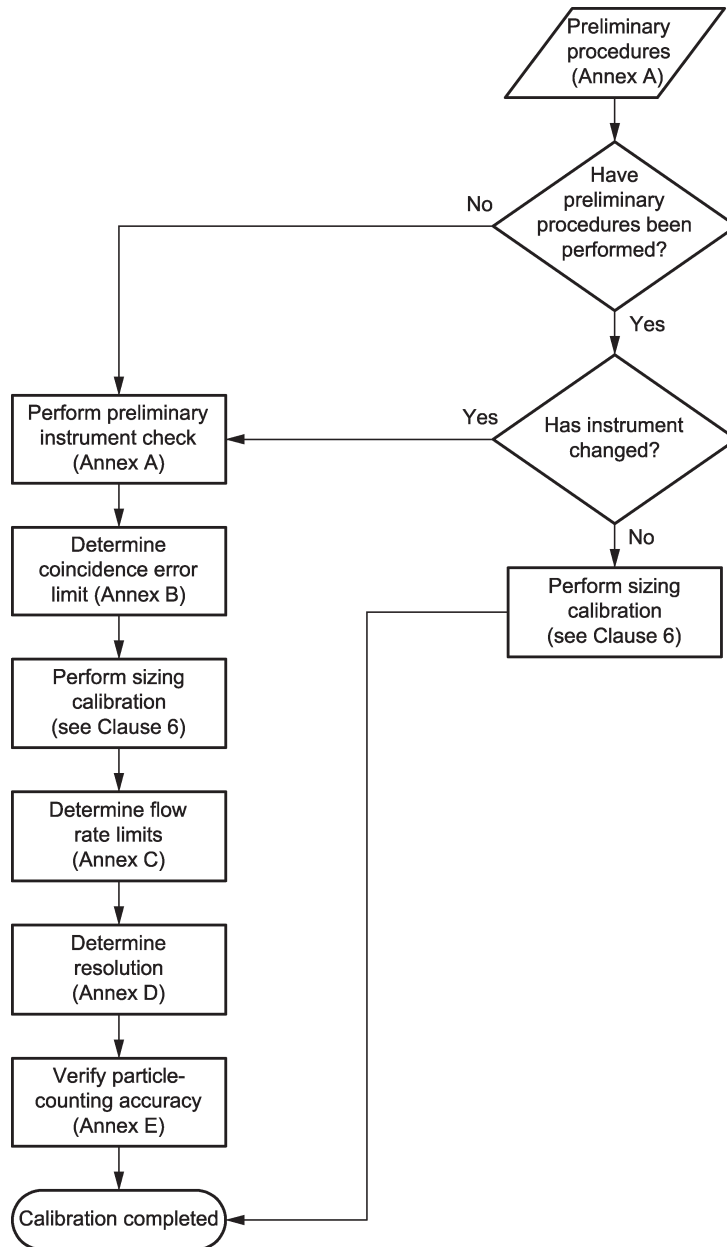 Preliminary
procedures
(Annex A)
Have
preliminary
procedures been
performed?
No
Yes
Has instrument
changed?
Yes
No
Perform preliminary
instrument check
(Annex A)
Determine
coincidence error
limit (Annex B)
Perform sizing
calibration
(see Clause 6)
Perform sizing
calibration
(see Clause 6)
Determine flow
rate limits
(Annex C)
Determine
resolution
(Annex D)
Verify particle-
counting accuracy
(Annex E)
Calibration completed